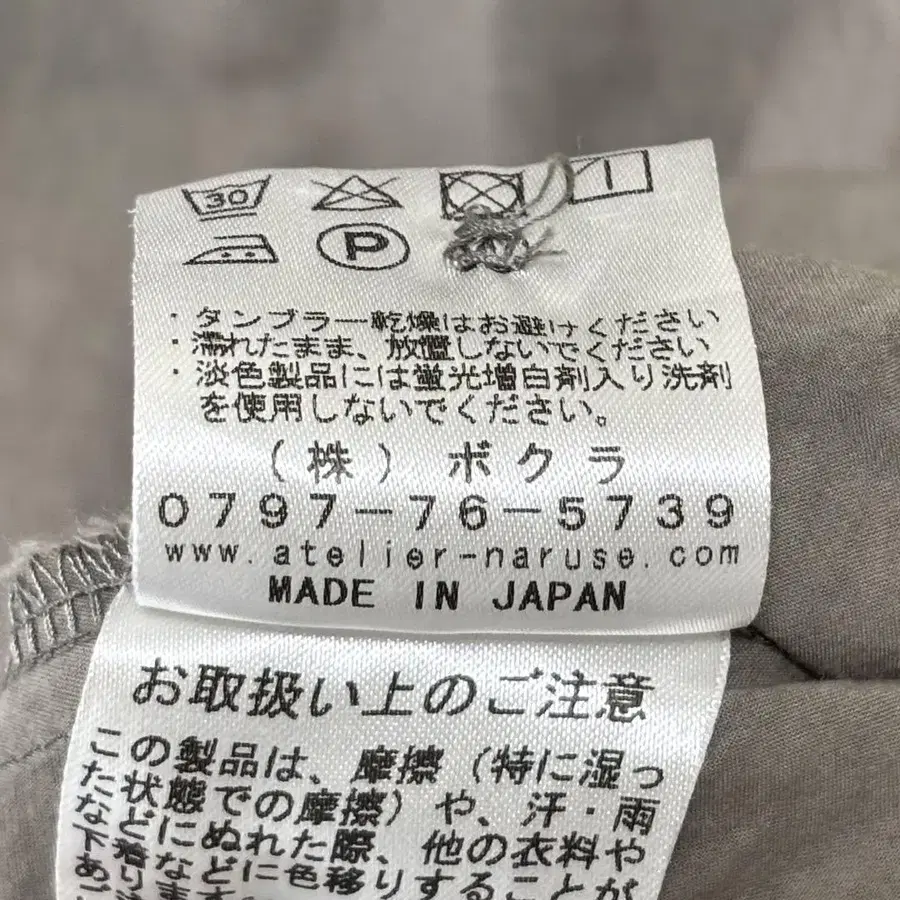 30
P
・タンブラー乾燥はお避けください
・濡れたまま、放置しないでください
・淡色製品には蛍光増白剤入り洗剤
を使用しないでください。
(株) ボクラ
0797-76-5739
www.atelier-naruse.com
MADE IN JAPAN
お取扱い上のご注意
この製品は、摩擦(特に湿っ
た状態での摩擦)や、汗・雨
などにぬれた際、他の衣料や
下着などに色移りすることが